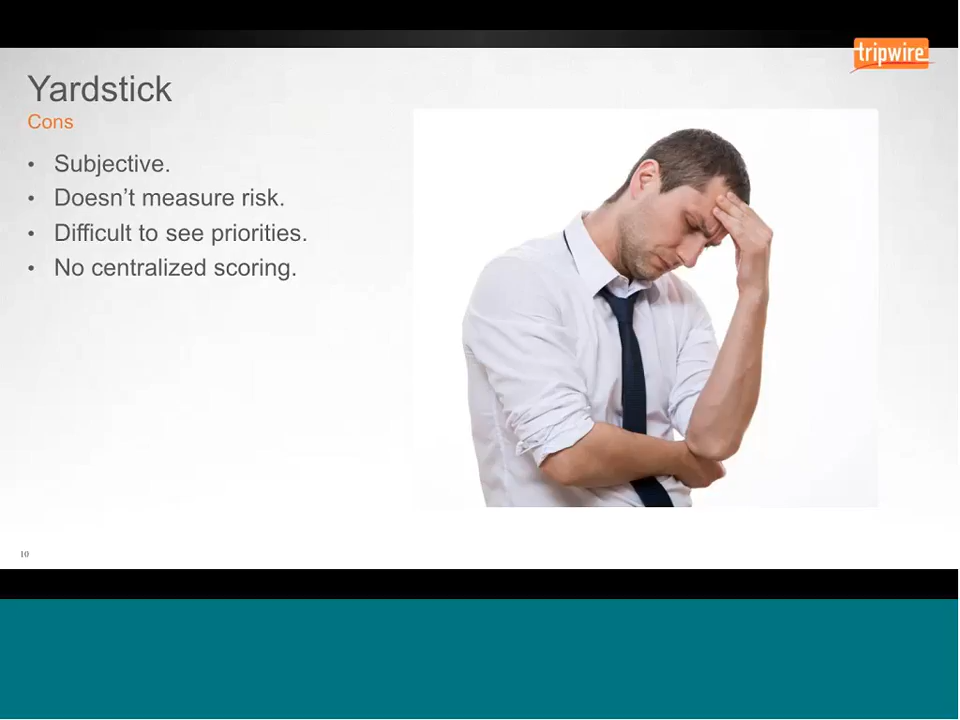 tripwire
Yardstick
Cons
• Subjective.
• Doesn’t measure risk.
• Difficult to see priorities.
• No centralized scoring.
10